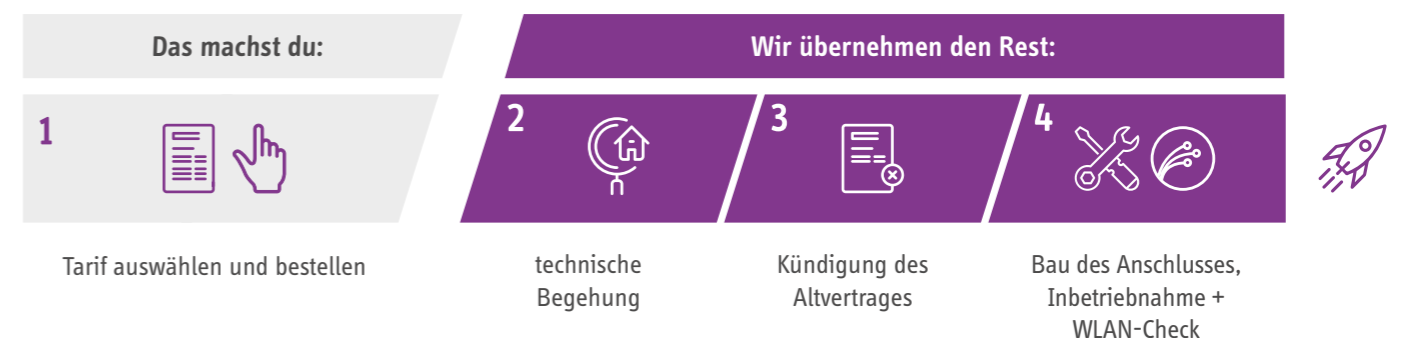 Das machst du:
Wir übernehmen den Rest:
1
2
3
4
Tarif auswählen und bestellen
technische
Begehung
Kündigung des
Altvertrages
Bau des Anschlusses,
Inbetriebnahme +
WLAN-Check